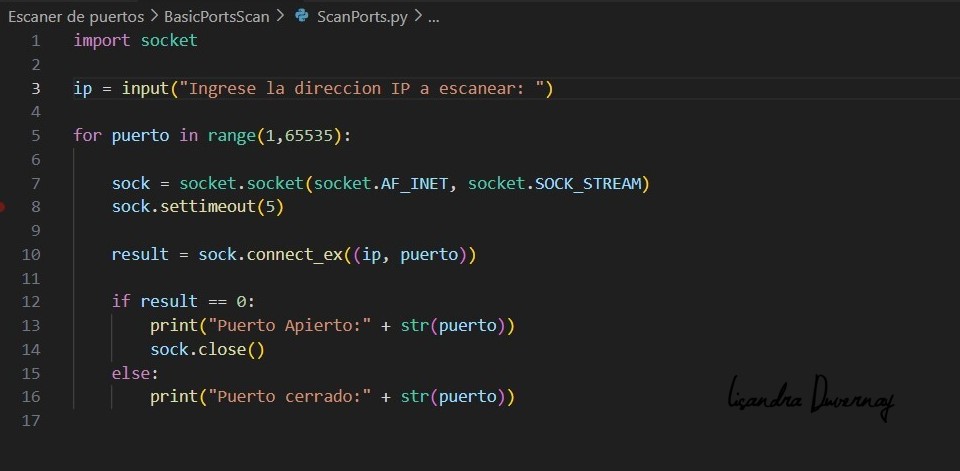 Escaner de puertos > BasicPortsScan > ScanPorts.py > ...
1 import socket
2
3 ip = input("Ingrese la direccion IP a escanear: ")
4
5 for puerto in range(1,65535):
6
7 sock = socket.socket(socket.AF_INET, socket.SOCK_STREAM)
8 sock.settimeout(5)
9
10 result = sock.connect_ex((ip, puerto))
11
12 if result == 0:
13 print("Puerto Apierto:" + str(puerto))
14 sock.close()
15 else:
16 print("Puerto cerrado:" + str(puerto))
17
Lisandra Duvernay